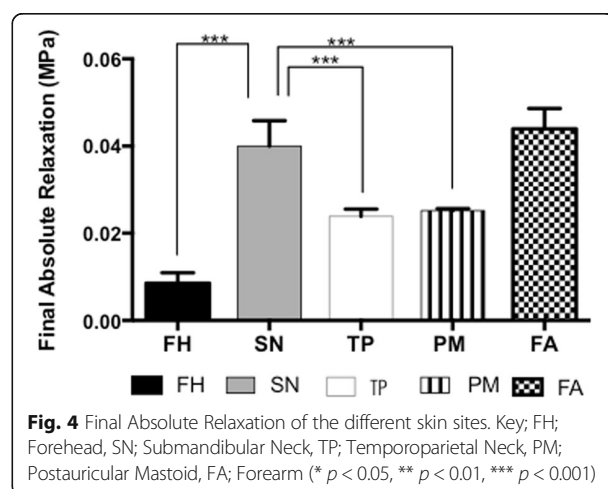 Final Absolute Relaxation (MPa)
0.06
0.04
0.02
0.00
***
***
***
FH SN TP PM FA
FH SN TP PM FA
Fig. 4 Final Absolute Relaxation of the different skin sites. Key; FH;
Forehead, SN; Submandibular Neck, TP; Temporoparietal Neck, PM;
Postauricular Mastoid, FA; Forearm (* p < 0.05, ** p < 0.01, *** p < 0.001)